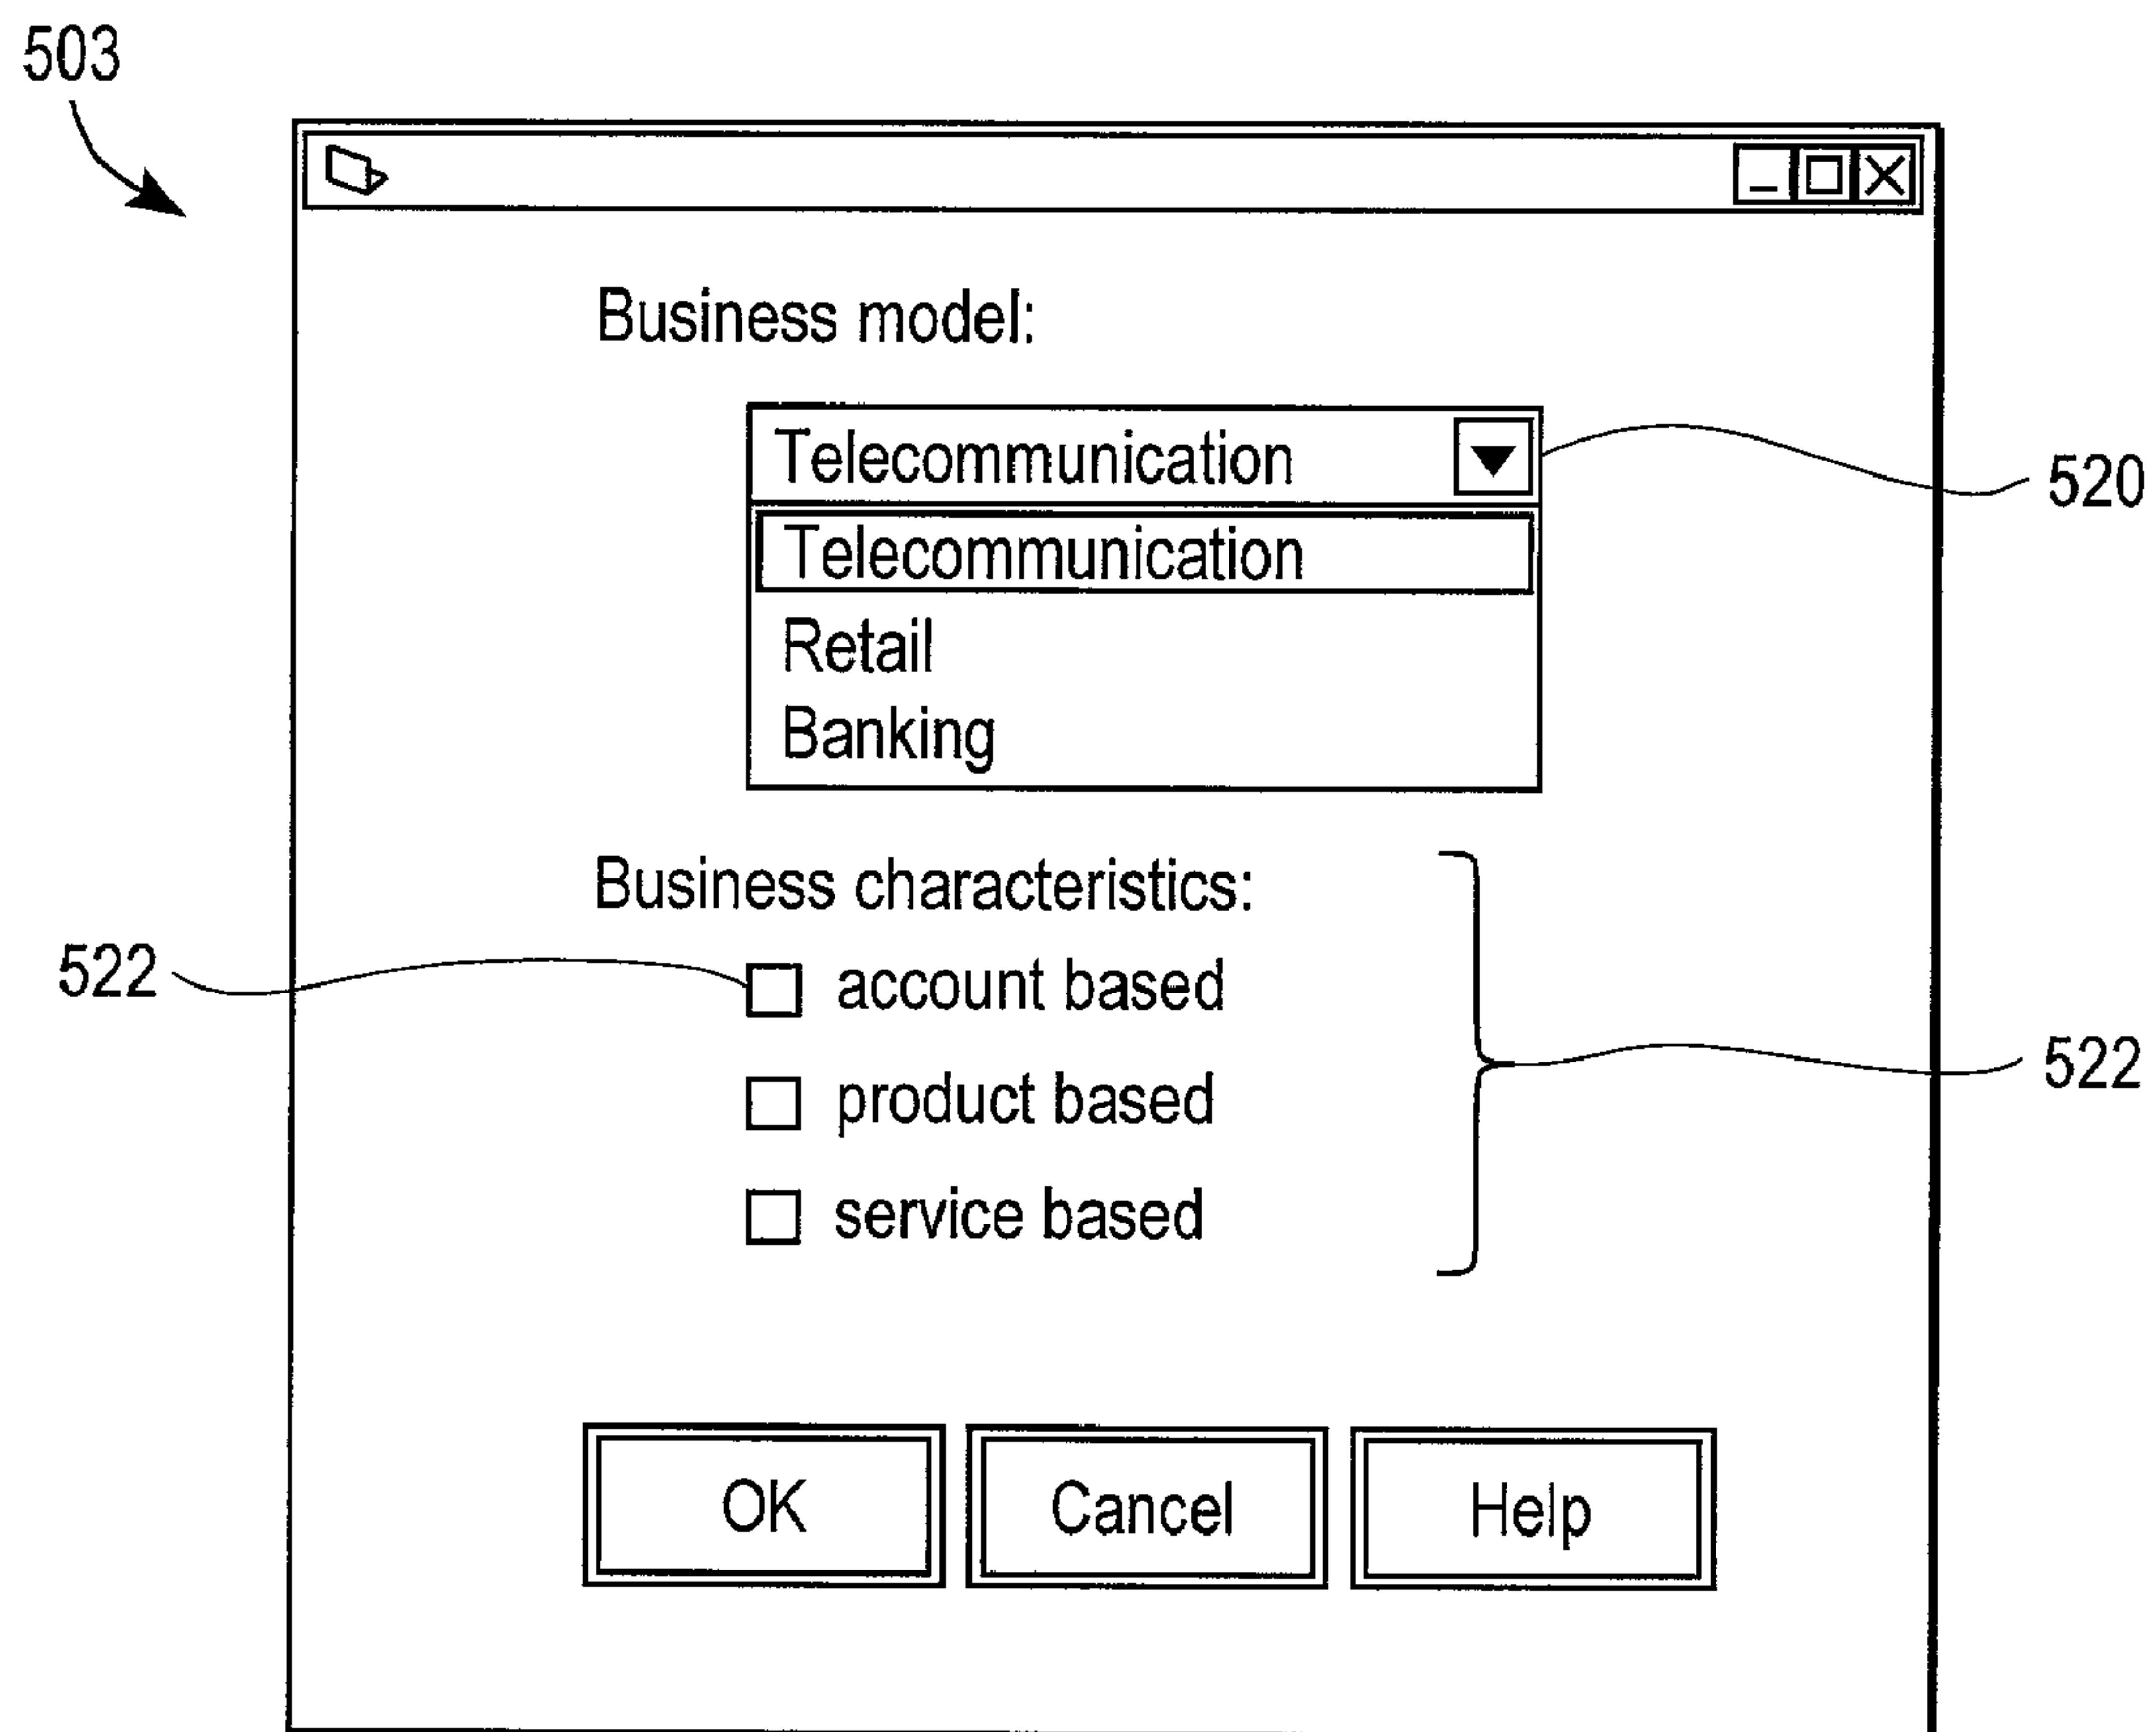 503
Business model:
Telecommunication
520
Telecommunication
Retail
Banking
Business characteristics:
522
account based
522
product based
service based
OK Cancel Help